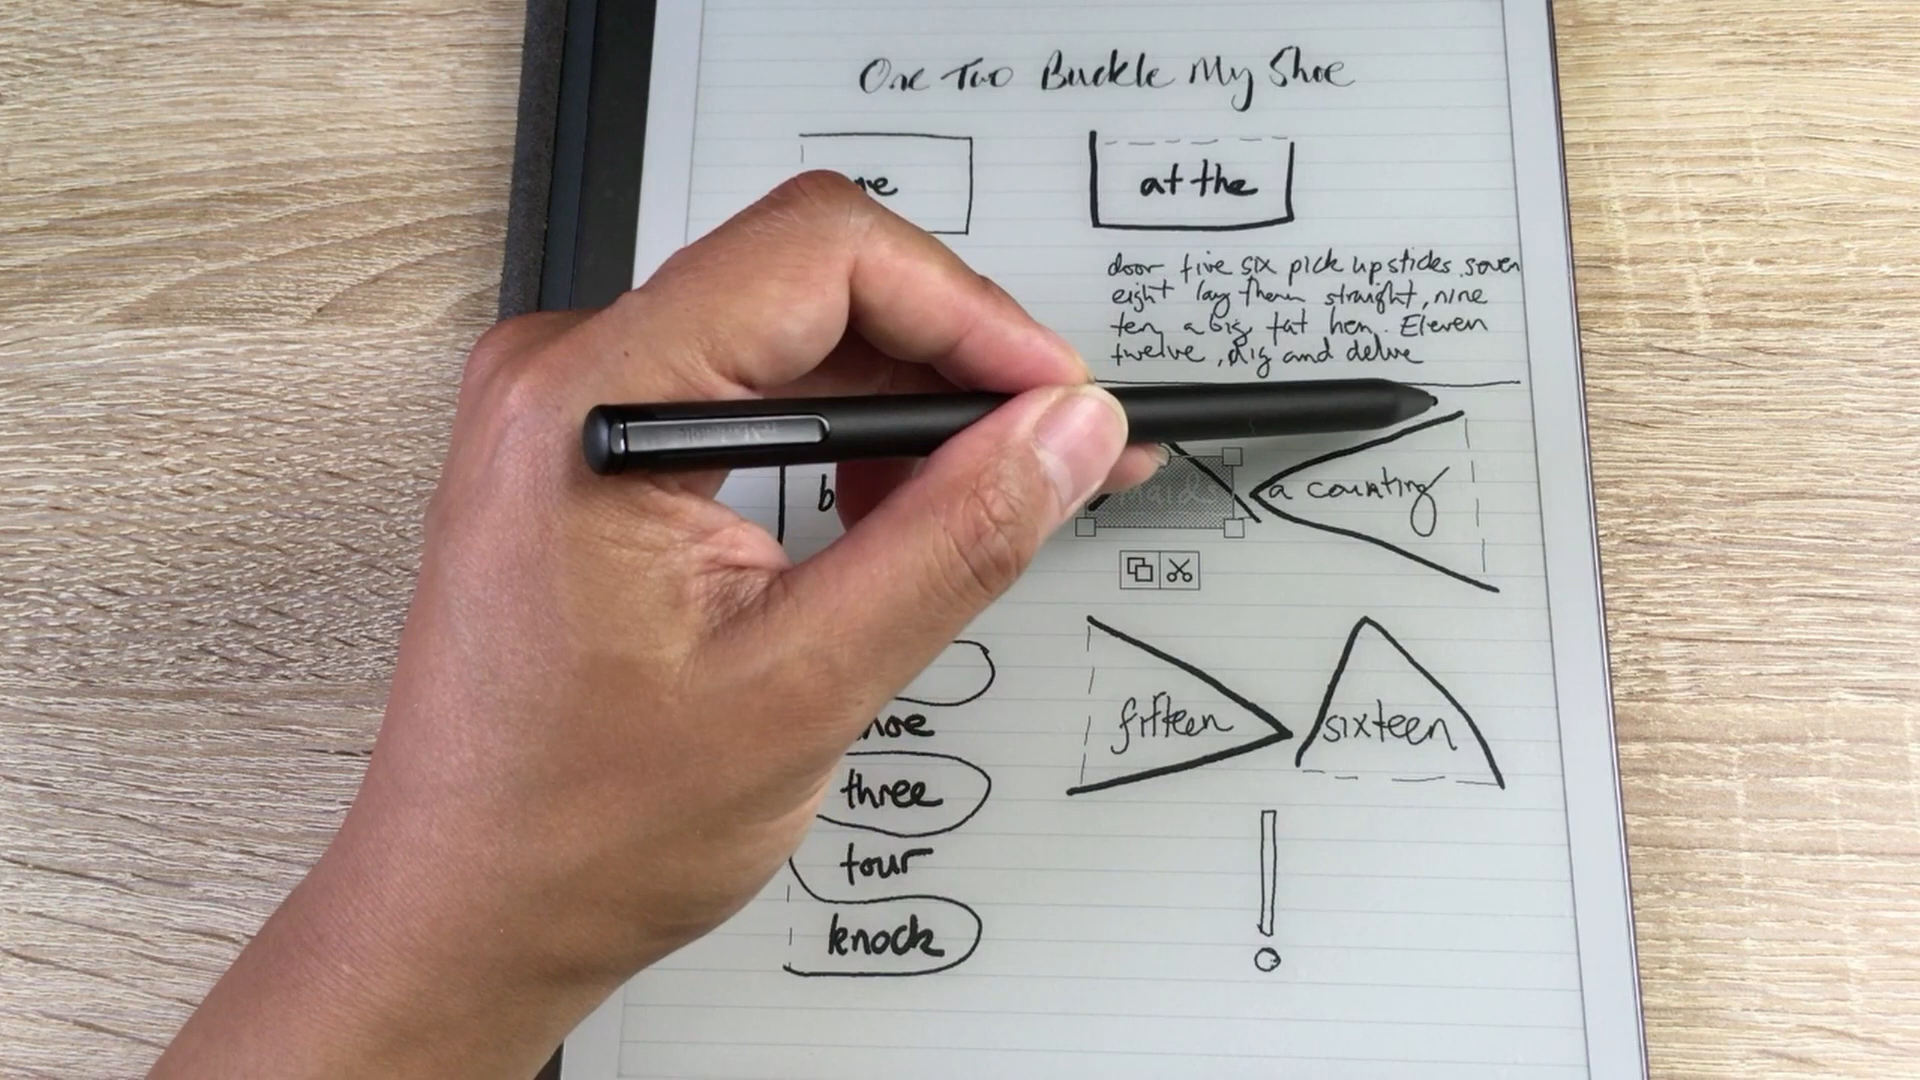 One Two Buckle My Shoe
at the
door, five six pick up sticks, seven
eight lay them straight, nine
ten, a big fat hen. Eleven
twelve, dig and delve
maids
a counting
fifteen
sixteen
three
four
knock